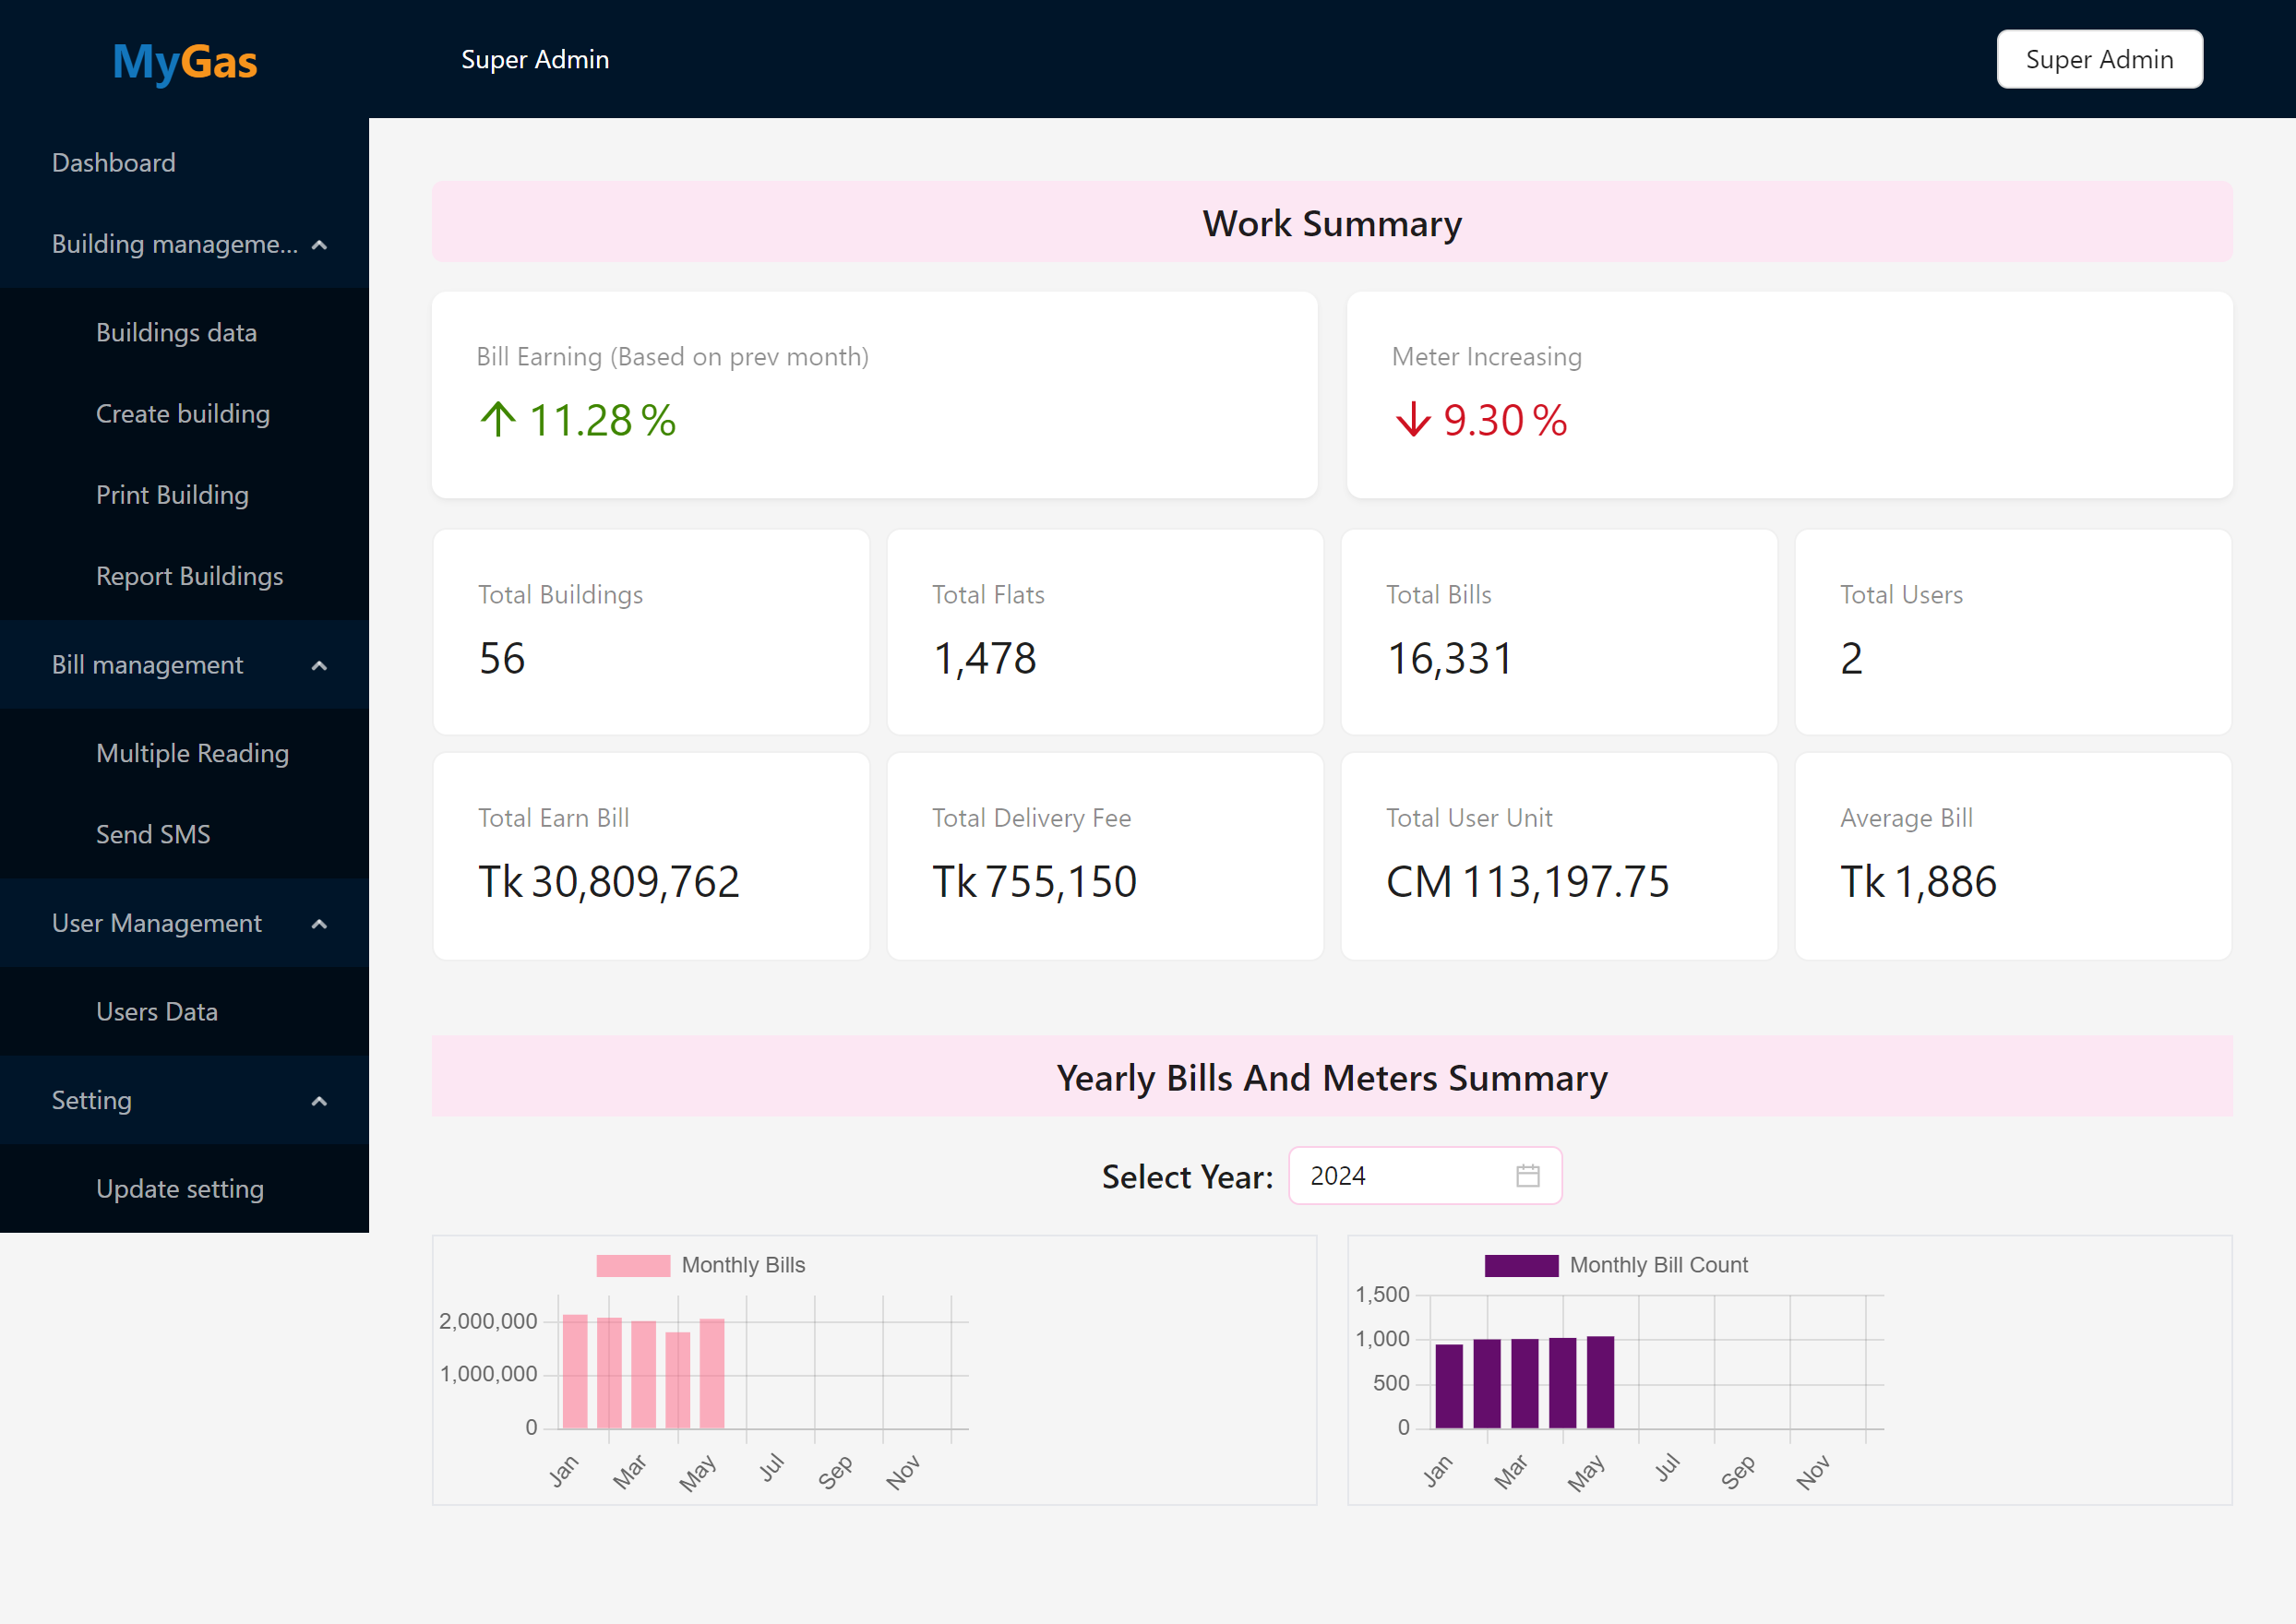 MyGas
Super Admin
Super Admin
Dashboard
Building manageme...
Buildings data
Create building
Print Building
Report Buildings
Bill management
Multiple Reading
Send SMS
User Management
Users Data
Setting
Update setting
Work Summary
Bill Earning (Based on prev month)
11.28 %
Meter Increasing
9.30 %
Total Buildings
56
Total Flats
1,478
Total Bills
16,331
Total Users
2
Total Earn Bill
Tk 30,809,762
Total Delivery Fee
Tk 755,150
Total User Unit
CM 113,197.75
Average Bill
Tk 1,886
Yearly Bills And Meters Summary
Select Year: 2024
Monthly Bills
2,000,000
1,000,000
0
Jan Mar May Jul Sep Nov
Monthly Bill Count
1,500
1,000
500
0
Jan Mar May Jul Sep Nov